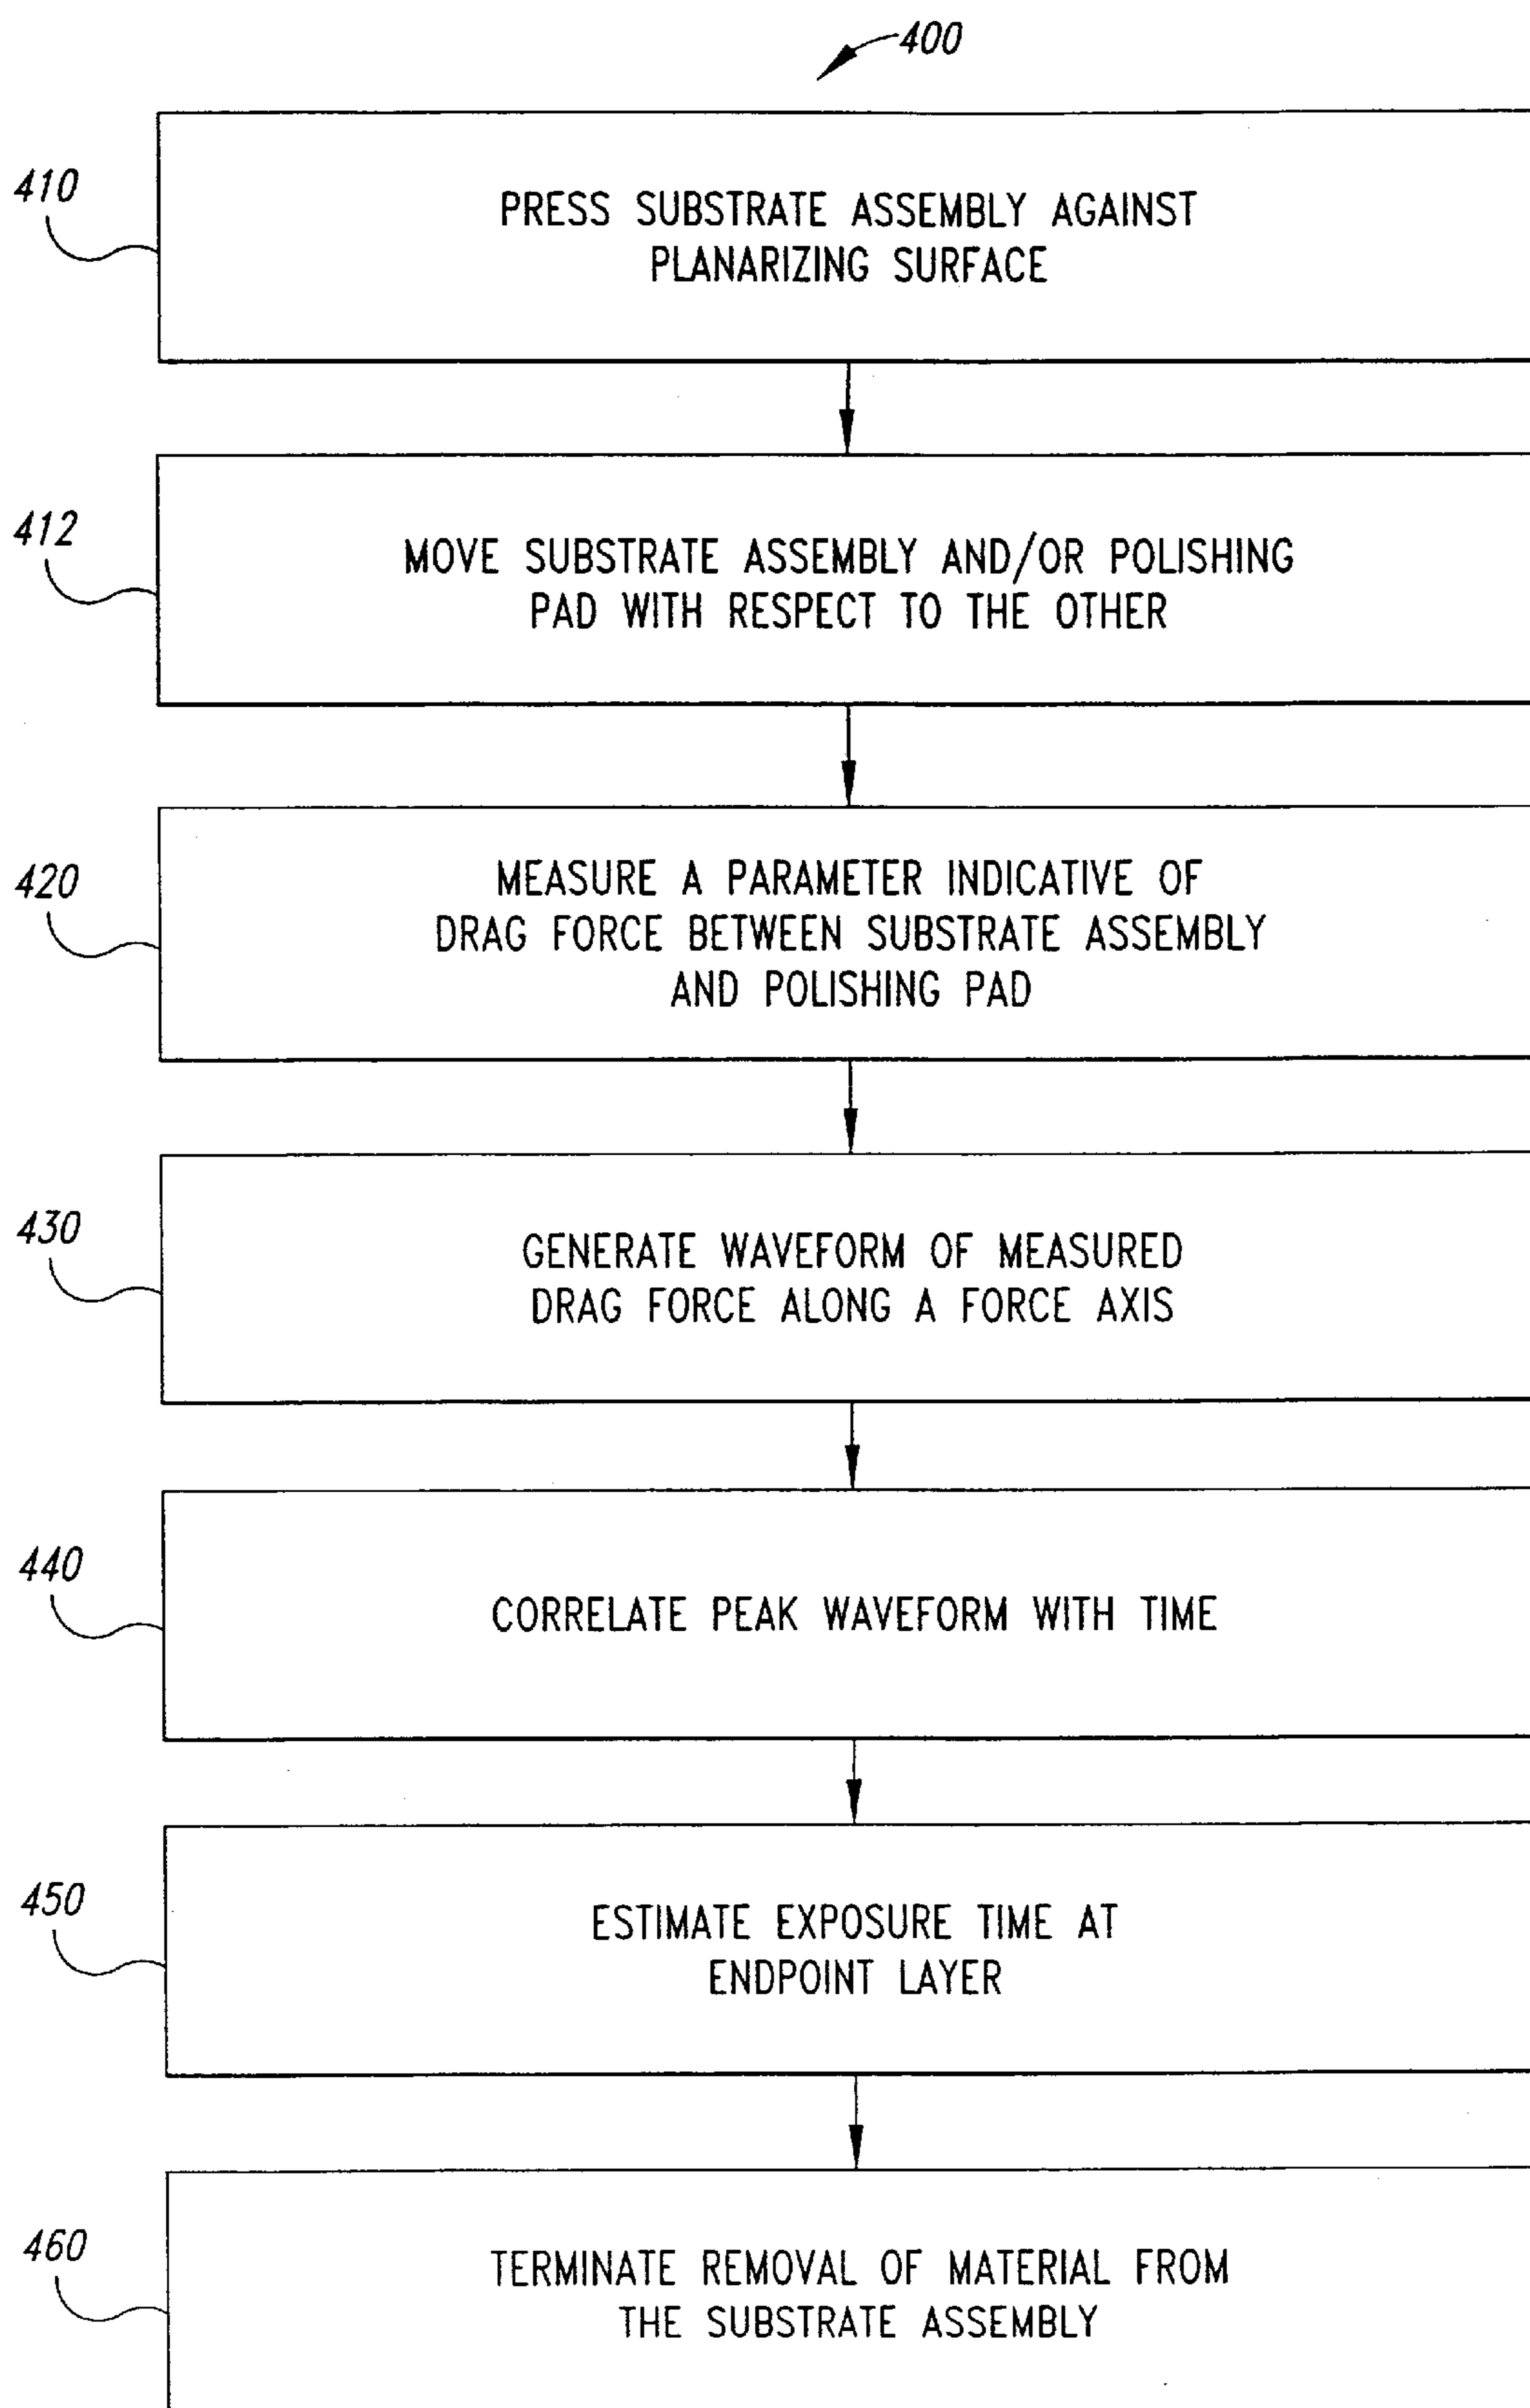 400
410
PRESS SUBSTRATE ASSEMBLY AGAINST
PLANARIZING SURFACE
412
MOVE SUBSTRATE ASSEMBLY AND/OR POLISHING
PAD WITH RESPECT TO THE OTHER
420
MEASURE A PARAMETER INDICATIVE OF
DRAG FORCE BETWEEN SUBSTRATE ASSEMBLY
AND POLISHING PAD
430
GENERATE WAVEFORM OF MEASURED
DRAG FORCE ALONG A FORCE AXIS
440
CORRELATE PEAK WAVEFORM WITH TIME
450
ESTIMATE EXPOSURE TIME AT
ENDPOINT LAYER
460
TERMINATE REMOVAL OF MATERIAL FROM
THE SUBSTRATE ASSEMBLY